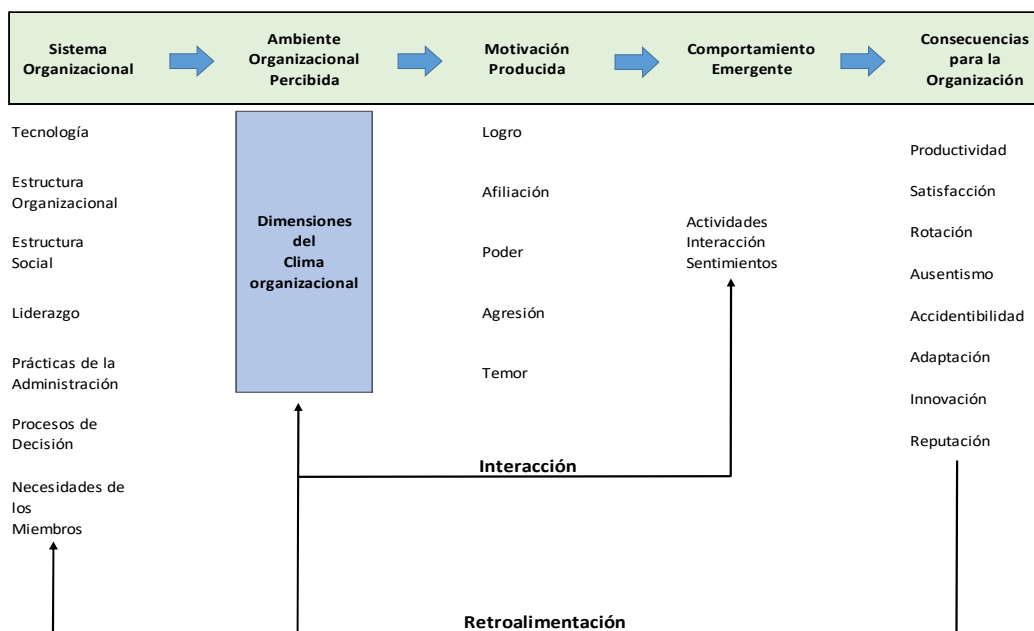 Sistema
Organizacional
Ambiente
Organizacional
Percibida
Motivación
Producida
Comportamiento
Emergente
Consecuencias
para la
Organización
Tecnología
Estructura
Organizacional
Estructura
Social
Liderazgo
Prácticas de la
Administración
Procesos de
Decisión
Necesidades de
los
Miembros
Dimensiones
del
Clima
organizacional
Logro
Afiliación
Poder
Agresión
Temor
Actividades
Interacción
Sentimientos
Productividad
Satisfacción
Rotación
Ausentismo
Accidentibilidad
Adaptación
Innovación
Reputación
Interacción
Retroalimentación